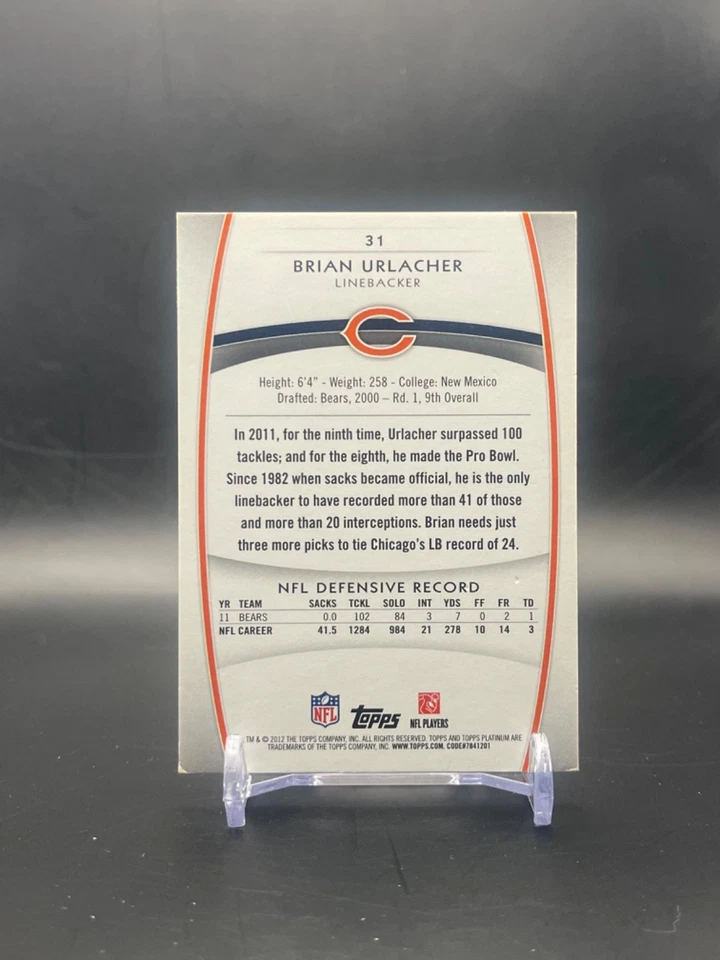 31
BRIAN URLACHER
LINEBACKER
Height: 6'4" - Weight: 258 - College: New Mexico
Drafted: Bears, 2000 – Rd. 1, 9th Overall
In 2011, for the ninth time, Urlacher surpassed 100
tackles; and for the eighth, he made the Pro Bowl.
Since 1982 when sacks became official, he is the only
linebacker to have recorded more than 41 of those
and more than 20 interceptions. Brian needs just
three more picks to tie Chicago's LB record of 24.
NFL DEFENSIVE RECORD
YR TEAM SACKS TCKL SOLO INT YDS FF FR TD
11 BEARS 0.0 102 84 3 7 0 2 1
NFL CAREER 41.5 1284 984 21 278 10 14 3
NFL Topps NFL PLAYERS
TM & © 2012 THE TOPPS COMPANY, INC. ALL RIGHTS RESERVED. TOPPS AND TOPPS PLATINUM ARE
TRADEMARKS OF THE TOPPS COMPANY, INC. WWW.TOPPS.COM. CODE#7841201